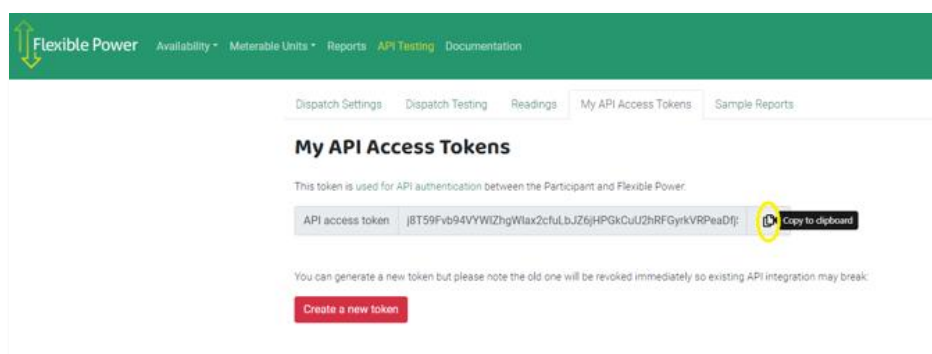 Flexible Power Availability Meterable Units Reports API Testing Documentation
Dispatch Settings Dispatch Testing Readings My API Access Tokens Sample Reports
My API Access Tokens
This token is used for API authentication between the Participant and Flexible Power.
API access token Copy to clipboard
You can generate a new token but please note the old one will be revoked immediately so existing API integration may break:
Create a new token